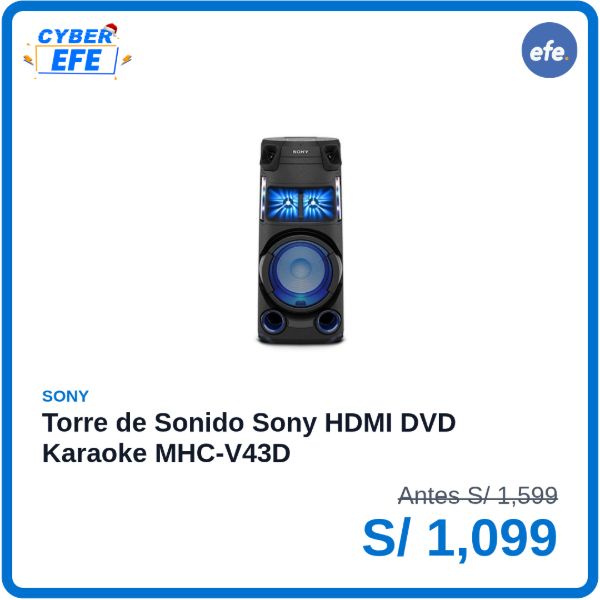 CYBER
EFE
efe.
SONY
SONY
Torre de Sonido Sony HDMI DVD
Karaoke MHC-V43D
Antes S/ 1,599
S/ 1,099